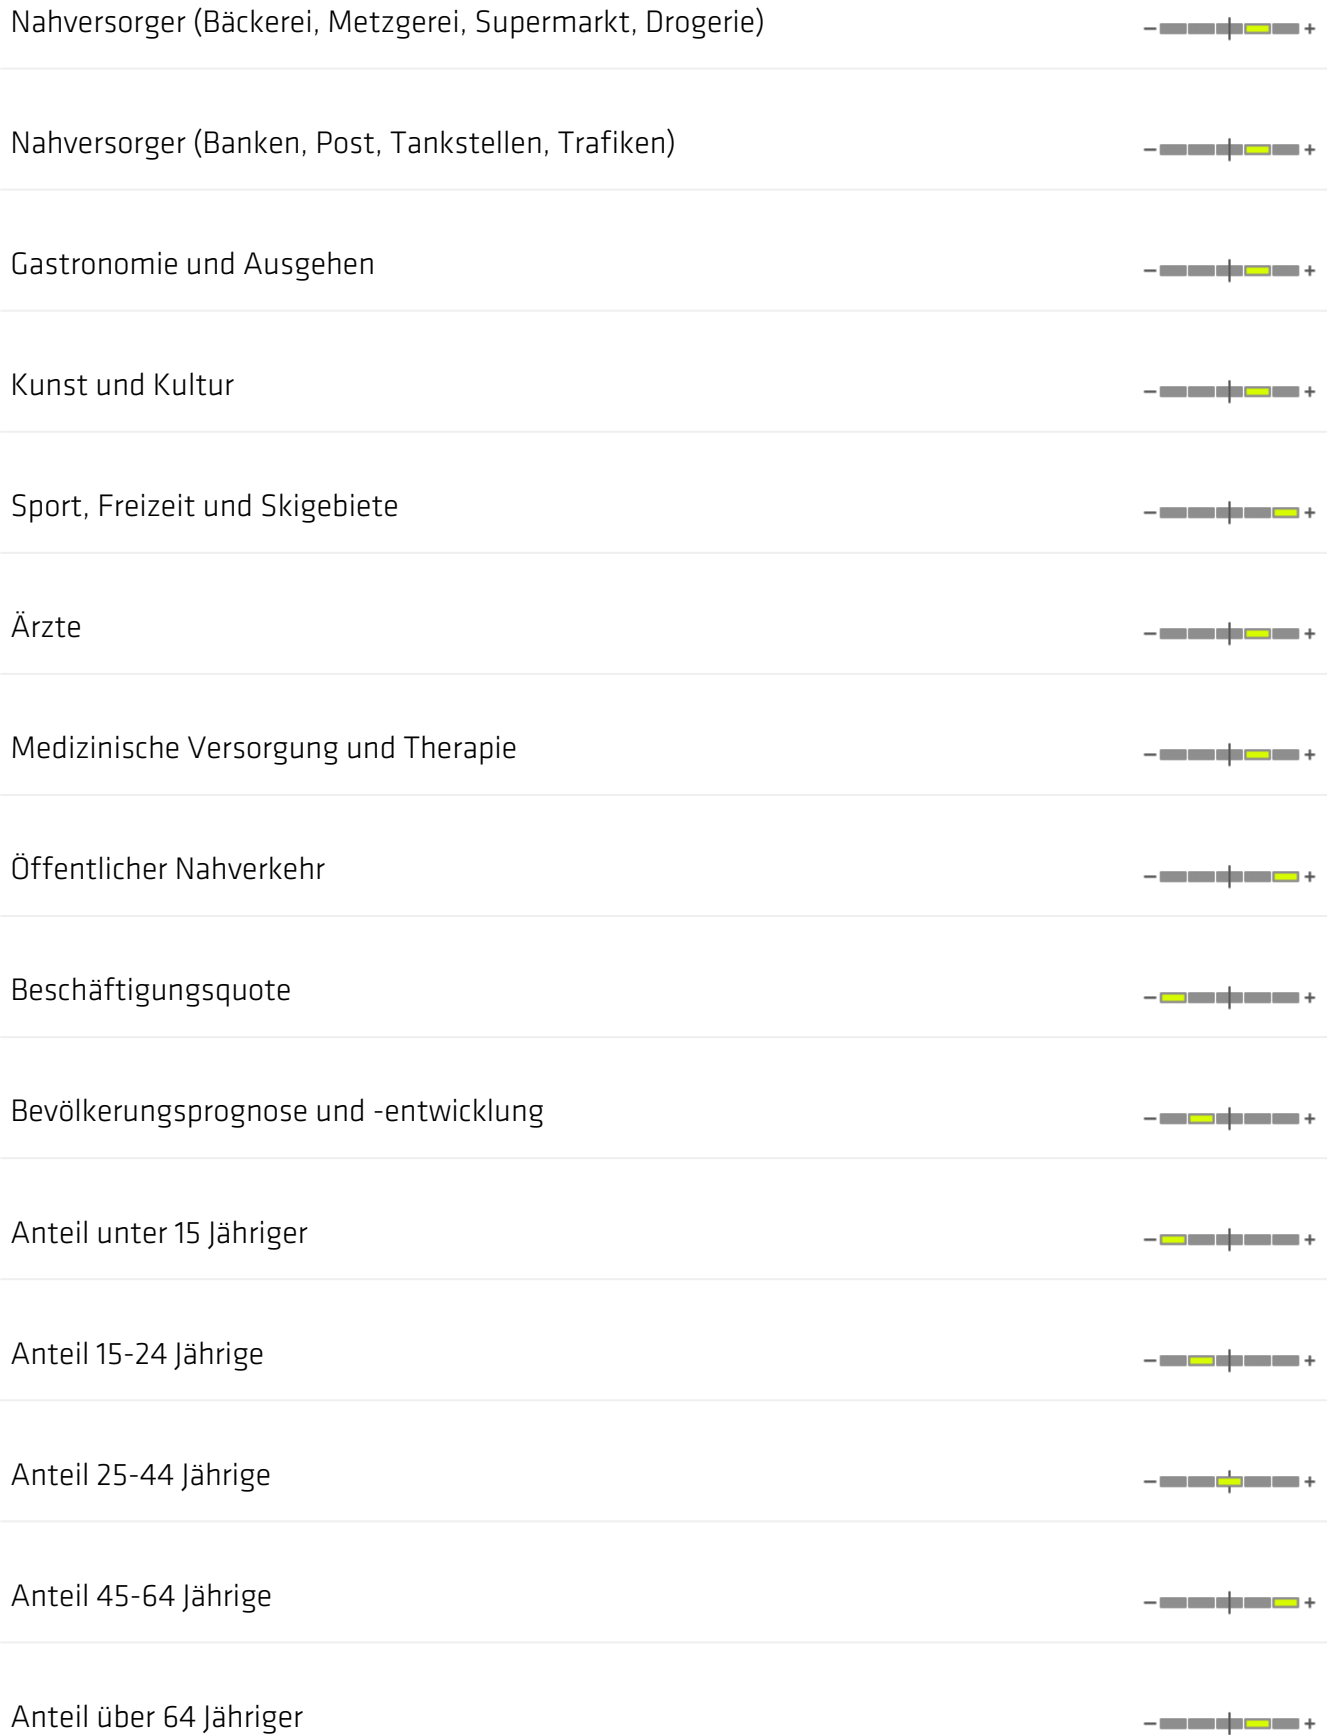 Nahversorger (Bäckerei, Metzgerei, Supermarkt, Drogerie) - +
Nahversorger (Banken, Post, Tankstellen, Trafiken) - +
Gastronomie und Ausgehen - +
Kunst und Kultur - +
Sport, Freizeit und Skigebiete - +
Ärzte - +
Medizinische Versorgung und Therapie - +
Öffentlicher Nahverkehr - +
Beschäftigungsquote - +
Bevölkerungsprognose und -entwicklung - +
Anteil unter 15 Jähriger - +
Anteil 15-24 Jährige - +
Anteil 25-44 Jährige - +
Anteil 45-64 Jährige - +
Anteil über 64 Jähriger - +